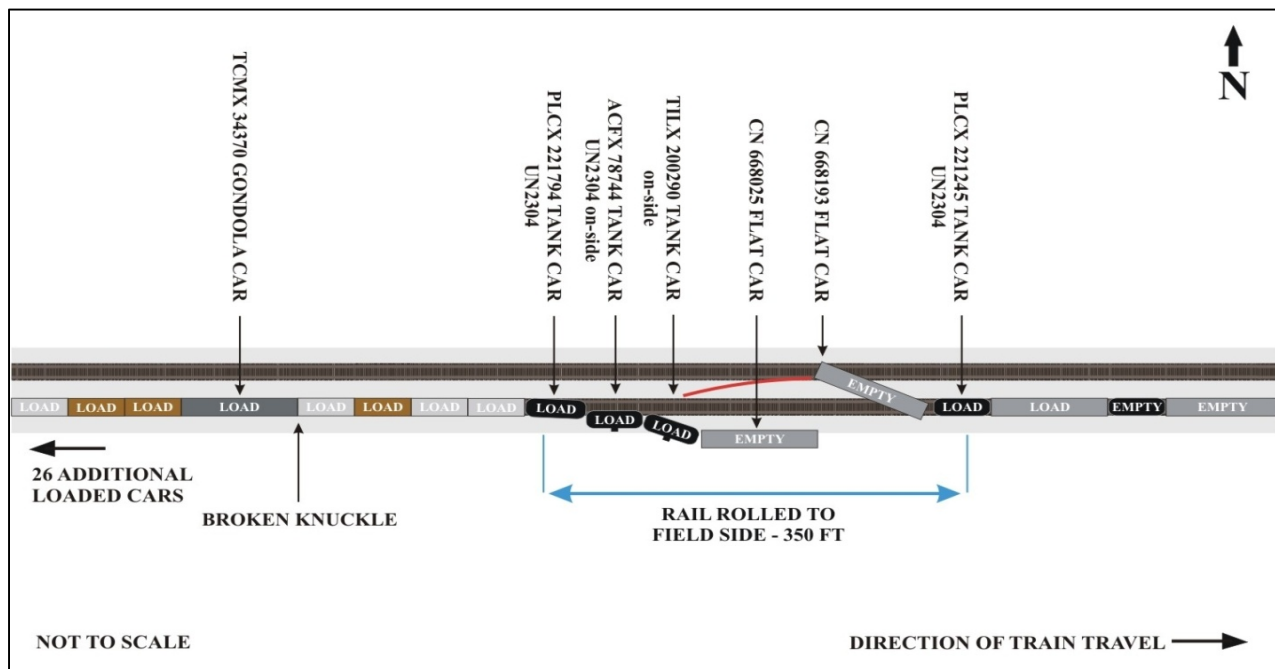 TCMX 34370 GONDOLA CAR
PLCX 221794 TANK CAR
UN2304
ACFX 78744 TANK CAR
UN2304 on-side
TILX 200290 TANK CAR
on-side
CN 668025 FLAT CAR
CN 668193 FLAT CAR
PLCX 221245 TANK CAR
UN2304
N
EMPTY
LOAD
LOAD
LOAD
LOAD
LOAD
LOAD
LOAD
LOAD
LOAD
LOAD
LOAD
EMPTY
LOAD
LOAD
EMPTY
EMPTY
26 ADDITIONAL
LOADED CARS
BROKEN KNUCKLE
RAIL ROLLED TO
FIELD SIDE - 350 FT
NOT TO SCALE
DIRECTION OF TRAIN TRAVEL